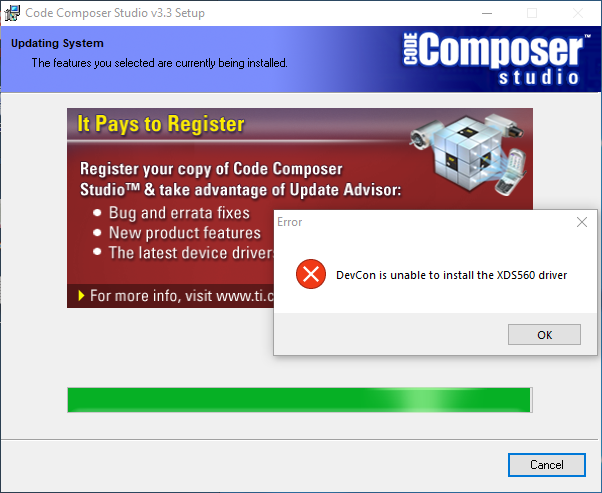 Code Composer Studio v3.3 Setup
Updating System
The features you selected are currently being installed.
CODE
Composer™
studio
It Pays to Register
Register your copy of Code Composer
Studio™ & take advantage of Update Advisor:
• Bug and errata fixes
• New product features
• The latest device drivers
For more info, visit www.ti.c
Error
DevCon is unable to install the XDS560 driver
OK
Cancel